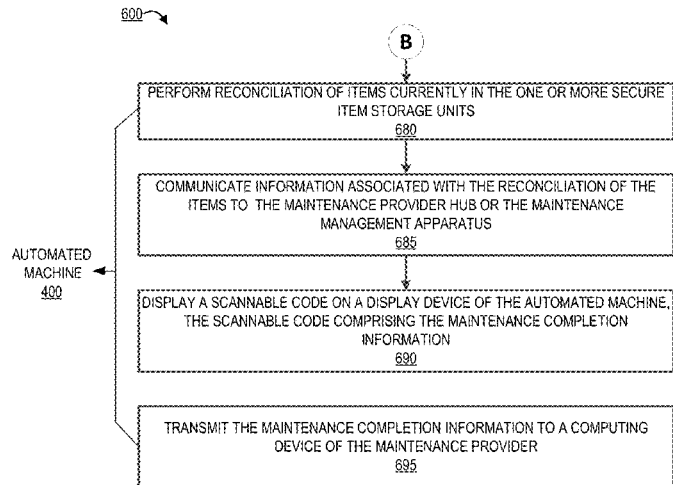 600
B
PERFORM RECONCILIATION OF ITEMS CURRENTLY IN THE ONE OR MORE SECURE
ITEM STORAGE UNITS
680
COMMUNICATE INFORMATION ASSOCIATED WITH THE RECONCILIATION OF THE
ITEMS TO THE MAINTENANCE PROVIDER HUB OR THE MAINTENANCE
MANAGEMENT APPARATUS
685
AUTOMATED
MACHINE
400
DISPLAY A SCANNABLE CODE ON A DISPLAY DEVICE OF THE AUTOMATED MACHINE,
THE SCANNABLE CODE COMPRISING THE MAINTENANCE COMPLETION
INFORMATION
690
TRANSMIT THE MAINTENANCE COMPLETION INFORMATION TO A COMPUTING
DEVICE OF THE MAINTENANCE PROVIDER
695